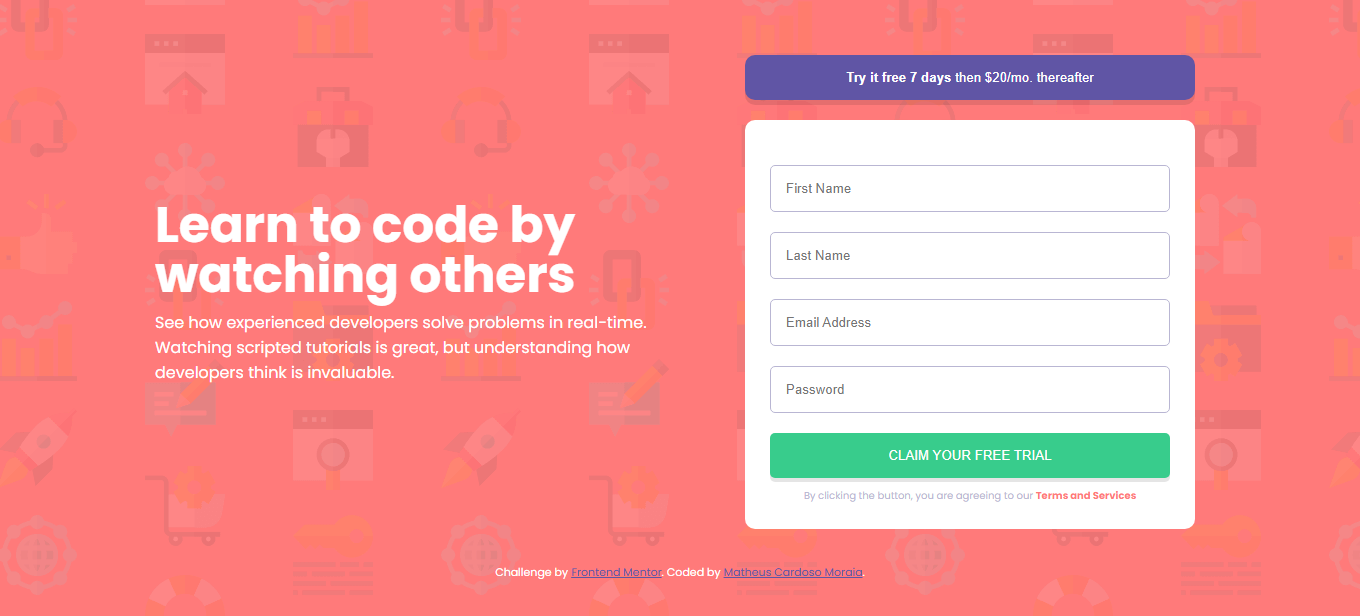 Learn to code by
watching others
See how experienced developers solve problems in real-time.
Watching scripted tutorials is great, but understanding how
developers think is invaluable.
Try it free 7 days then $20/mo. thereafter
First Name
Last Name
Email Address
Password
CLAIM YOUR FREE TRIAL
By clicking the button, you are agreeing to our Terms and Services
Challenge by Frontend Mentor. Coded by Matheus Cardoso Moraia.